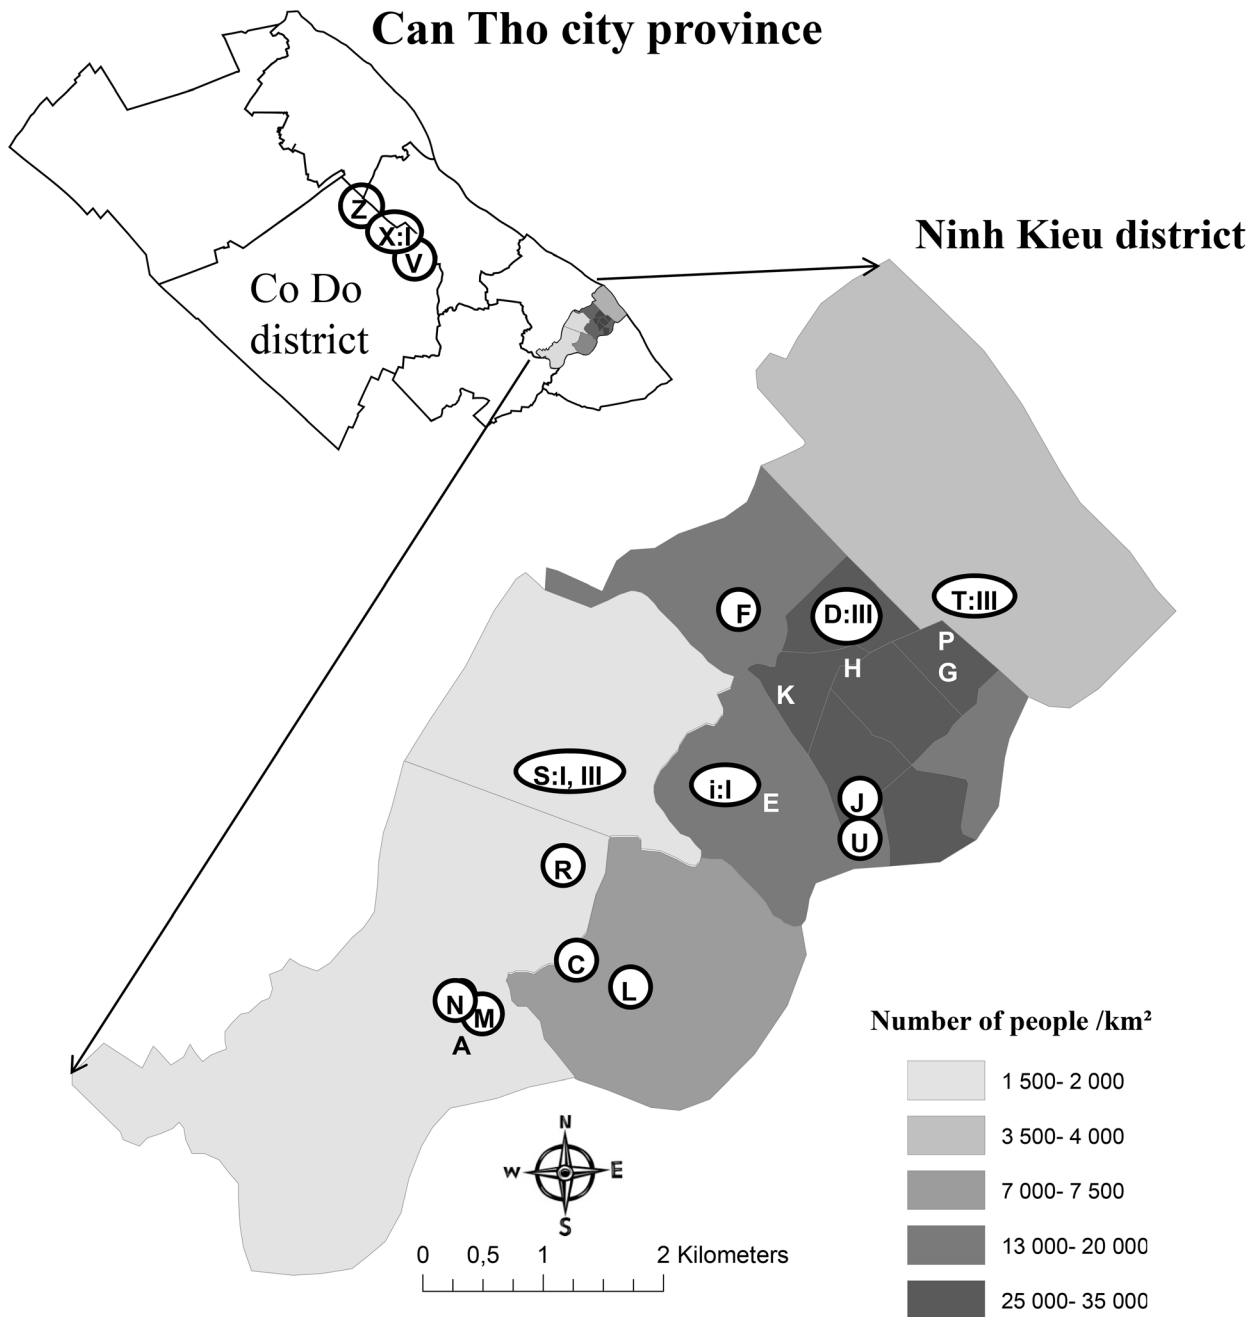 Can Tho city province
Z
X:I
V
Co Do
district
Ninh Kieu district
F
D:III
T:III
P
G
H
K
S:I, III
i:I
E
J
U
R
C
L
N
M
A
Number of people /km²
1 500- 2 000
3 500- 4 000
7 000- 7 500
13 000- 20 000
25 000- 35 000
N
W
E
S
0 0,5 1 2 Kilometers